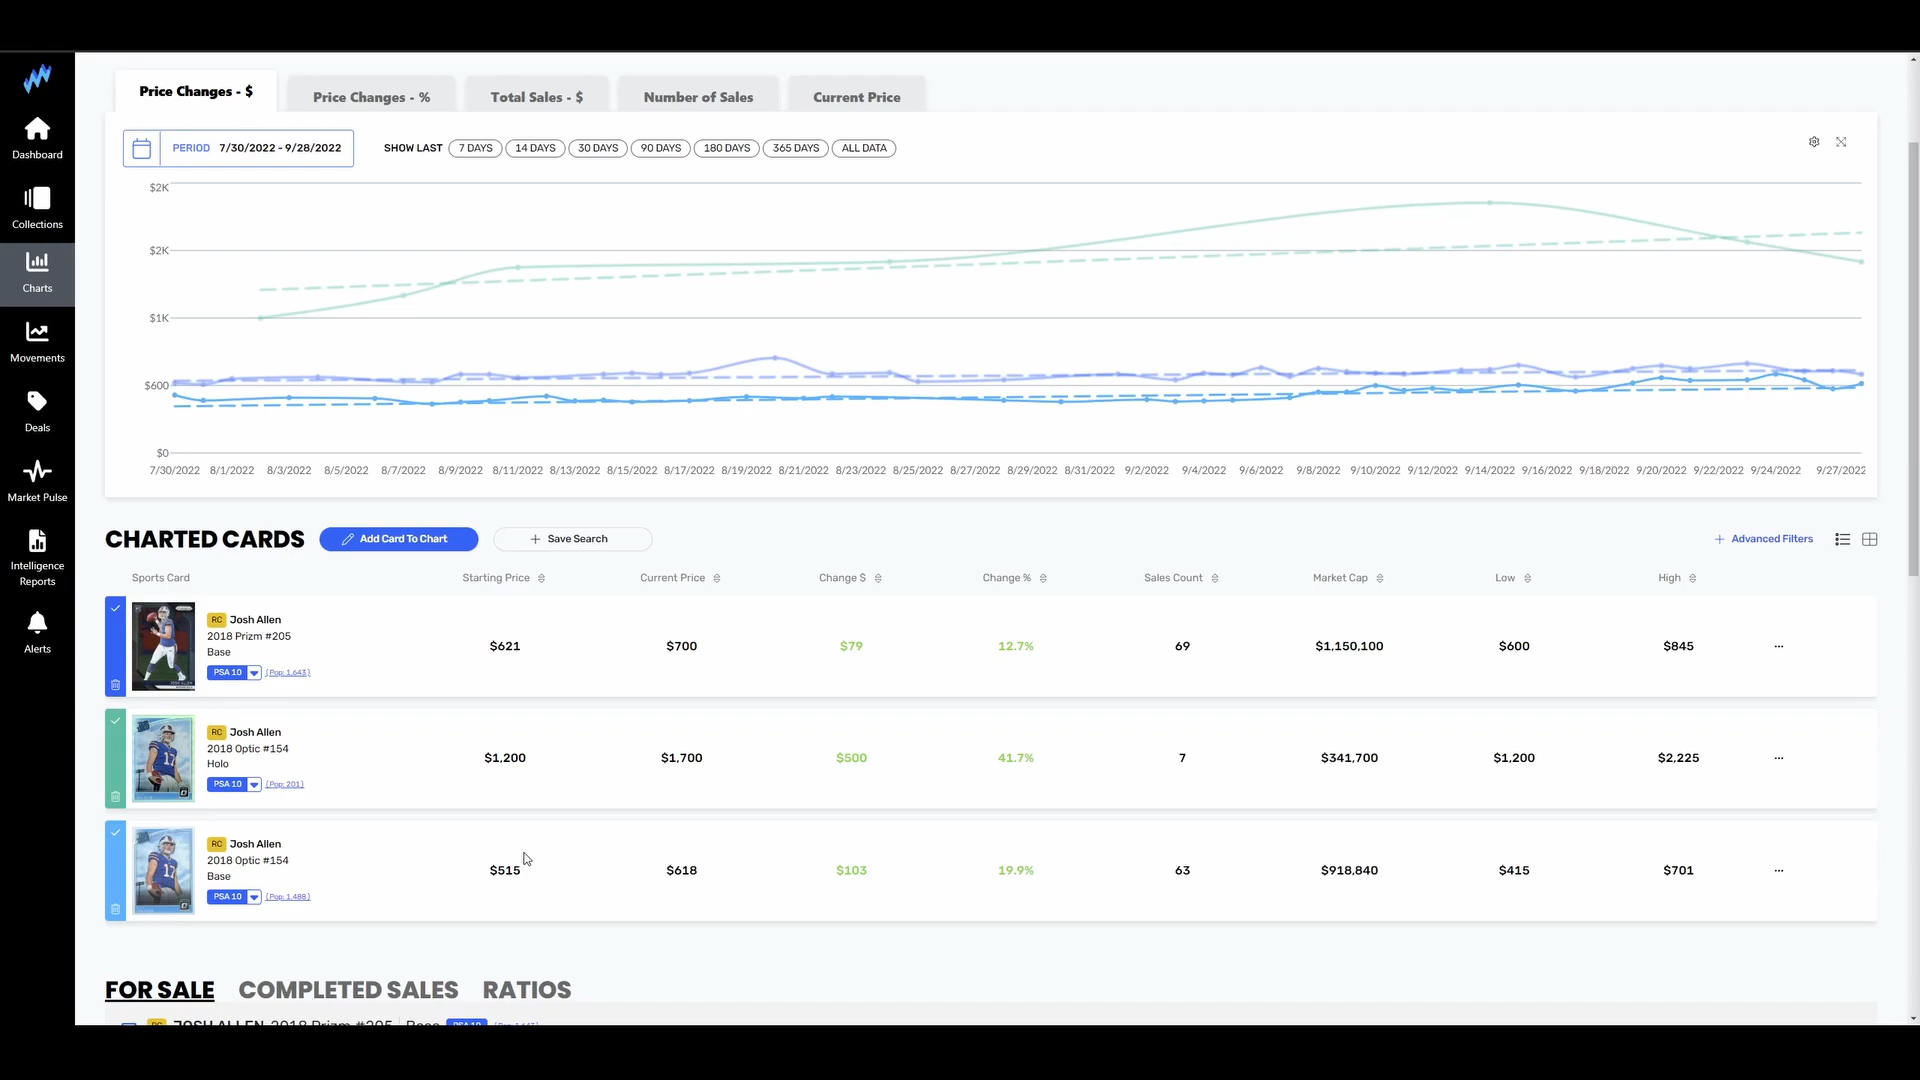 Price Changes - $
Price Changes - %
Total Sales - $
Number of Sales
Current Price
Dashboard
Collections
Charts
Movements
Deals
Market Pulse
Intelligence
Reports
Alerts
PERIOD 7/30/2022 - 9/28/2022
SHOW LAST 7 DAYS 14 DAYS 30 DAYS 90 DAYS 180 DAYS 365 DAYS ALL DATA
$2K
$2K
$1K
$600
$0
7/30/2022 8/1/2022 8/3/2022 8/5/2022 8/7/2022 8/9/2022 8/11/2022 8/13/2022 8/15/2022 8/17/2022 8/19/2022 8/21/2022 8/23/2022 8/25/2022 8/27/2022 8/29/2022 8/31/2022 9/2/2022 9/4/2022 9/6/2022 9/8/2022 9/10/2022 9/12/2022 9/14/2022 9/16/2022 9/18/2022 9/20/2022 9/22/2022 9/24/2022 9/27/2022
CHARTED CARDS
Add Card To Chart
+ Save Search
+ Advanced Filters
Sports Card Starting Price Current Price Change $ Change % Sales Count Market Cap Low High
RC Josh Allen
2018 Prizm #205
Base
PSA 10 (Pop: 1,643)
$621 $700 $79 12.7% 69 $1,150,100 $600 $845 ...
RC Josh Allen
2018 Optic #154
Holo
PSA 10 (Pop: 201)
$1,200 $1,700 $500 41.7% 7 $341,700 $1,200 $2,225 ...
RC Josh Allen
2018 Optic #154
Base
PSA 10 (Pop: 1,488)
$515 $618 $103 19.9% 63 $918,840 $415 $701 ...
FOR SALE COMPLETED SALES RATIOS
JOSH ALLEN 2018 Prizm #205 | Base PSA 10